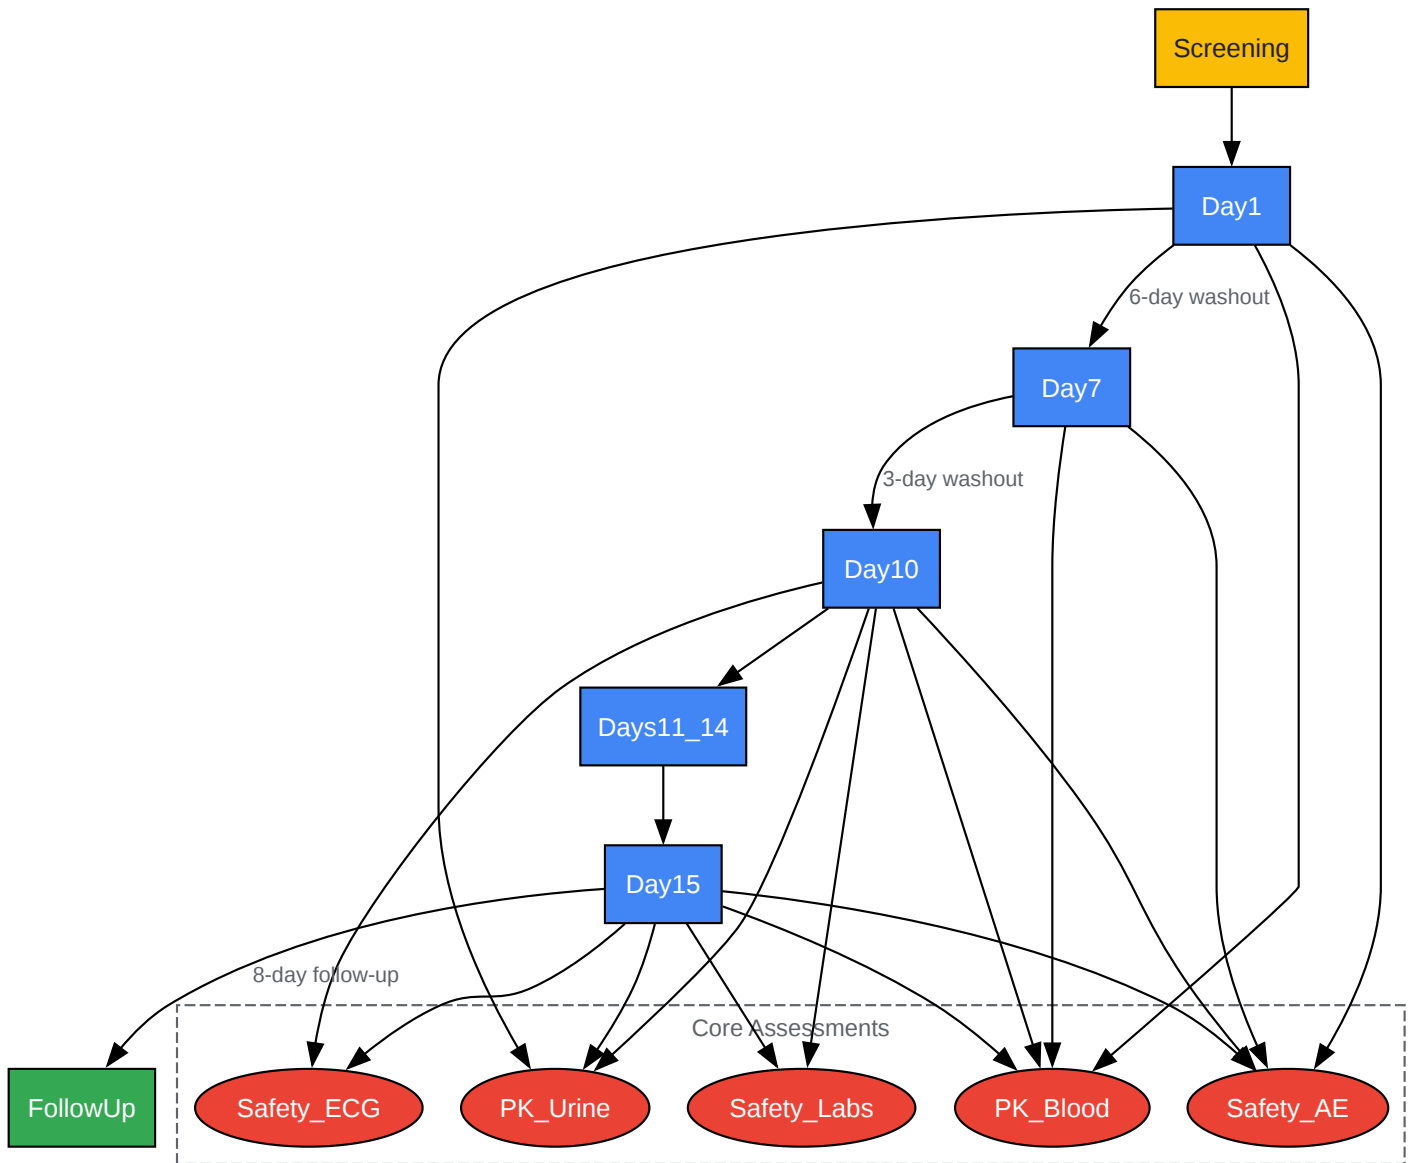 Screening
Day1
6-day washout
Day7
3-day washout
Day10
Days11_14
Day15
8-day follow-up
Core Assessments
FollowUp
Safety_ECG
PK_Urine
Safety_Labs
PK_Blood
Safety_AE